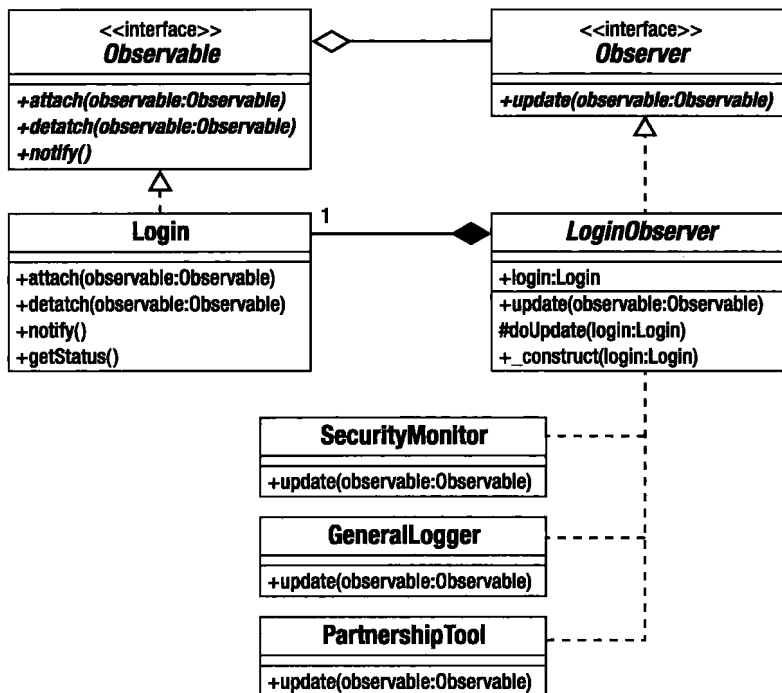 <<interface>>
Observable
+attach(observable:Observable)
+detatch(observable:Observable)
+notify()
<<interface>>
Observer
+update(observable:Observable)
Login
+attach(observable:Observable)
+detatch(observable:Observable)
+notify()
+getStatus()
1
LoginObserver
+login:Login
+update(observable:Observable)
#doUpdate(login:Login)
+_construct(login:Login)
SecurityMonitor
+update(observable:Observable)
GeneralLogger
+update(observable:Observable)
PartnershipTool
+update(observable:Observable)